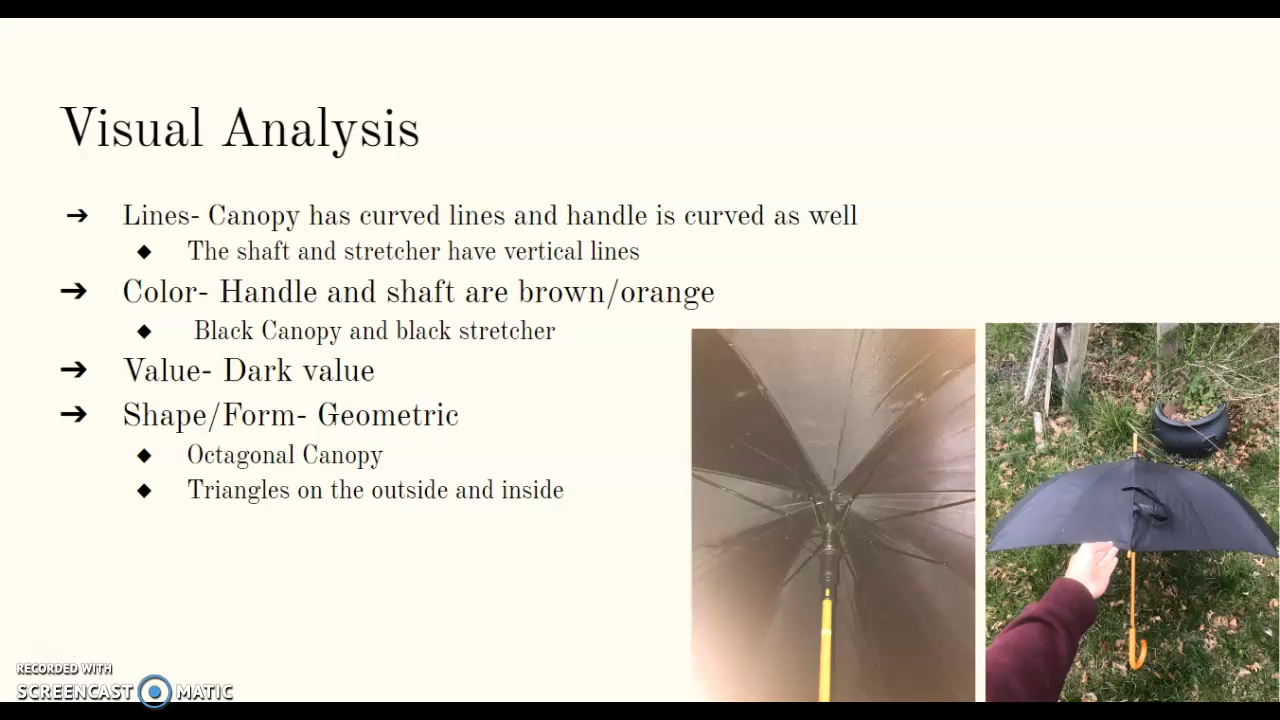 Visual Analysis
➔ Lines- Canopy has curved lines and handle is curved as well
◆ The shaft and stretcher have vertical lines
➔ Color- Handle and shaft are brown/orange
◆ Black Canopy and black stretcher
➔ Value- Dark value
➔ Shape/Form- Geometric
◆ Octagonal Canopy
◆ Triangles on the outside and inside
RECORDED WITH
SCREENCAST MATIC